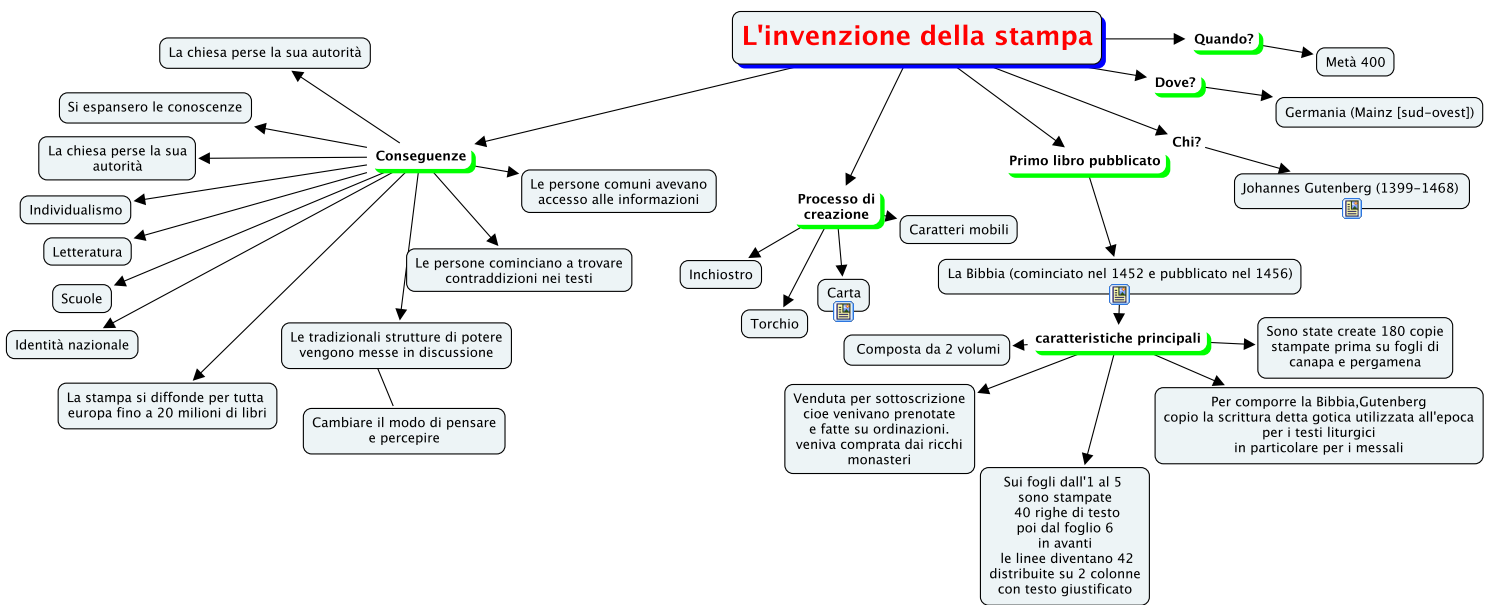 L'invenzione della stampa
Quando?
Metà 400
Dove?
Germania (Mainz [sud-ovest])
Chi?
Johannes Gutenberg (1399-1468)
Primo libro pubblicato
La Bibbia (cominciato nel 1452 e pubblicato nel 1456)
caratteristiche principali
Composta da 2 volumi
Sono state create 180 copie
stampate prima su fogli di
canapa e pergamena
Venduta per sottoscrizione
cioe venivano prenotate
e fatte su ordinazioni.
veniva comprata dai ricchi
monasteri
Sui fogli dall'1 al 5
sono stampate
40 righe di testo
poi dal foglio 6
in avanti
le linee diventano 42
distribuite su 2 colonne
con testo giustificato
Per comporre la Bibbia,Gutenberg
copio la scrittura detta gotica utilizzata all'epoca
per i testi liturgici
in particolare per i messali
Processo di
creazione
Caratteri mobili
Inchiostro
Torchio
Carta
Conseguenze
La chiesa perse la sua autorità
Si espansero le conoscenze
La chiesa perse la sua
autorità
Individualismo
Letteratura
Scuole
Identità nazionale
La stampa si diffonde per tutta
europa fino a 20 milioni di libri
Le tradizionali strutture di potere
vengono messe in discussione
Cambiare il modo di pensare
e percepire
Le persone cominciano a trovare
contraddizioni nei testi
Le persone comuni avevano
accesso alle informazioni